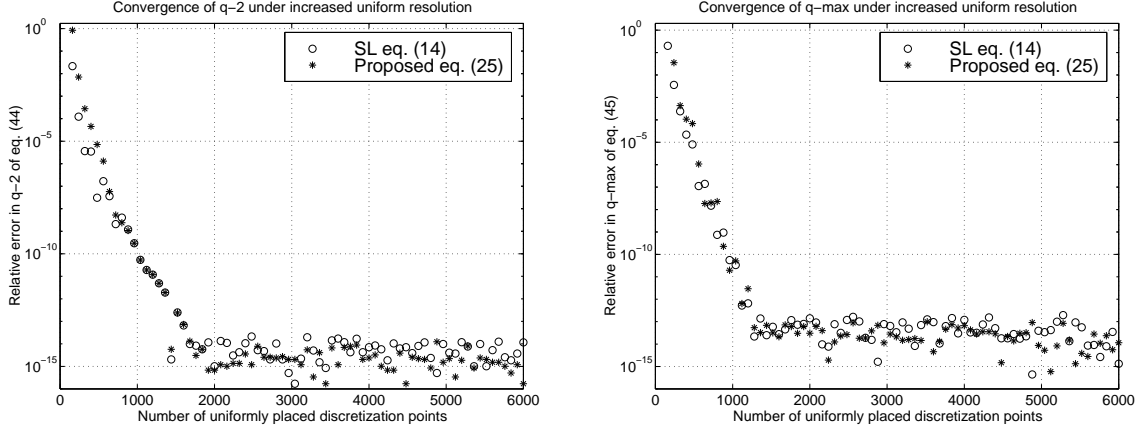 Convergence of q−2 under increased uniform resolution
10^0
10^−5
10^−10
10^−15
Relative error in q−2 of eq. (44)
SL eq. (14)
Proposed eq. (25)
0 1000 2000 3000 4000 5000 6000
Number of uniformly placed discretization points
Convergence of q−max under increased uniform resolution
10^0
10^−5
10^−10
10^−15
Relative error in q−max of eq. (45)
SL eq. (14)
Proposed eq. (25)
0 1000 2000 3000 4000 5000 6000
Number of uniformly placed discretization points